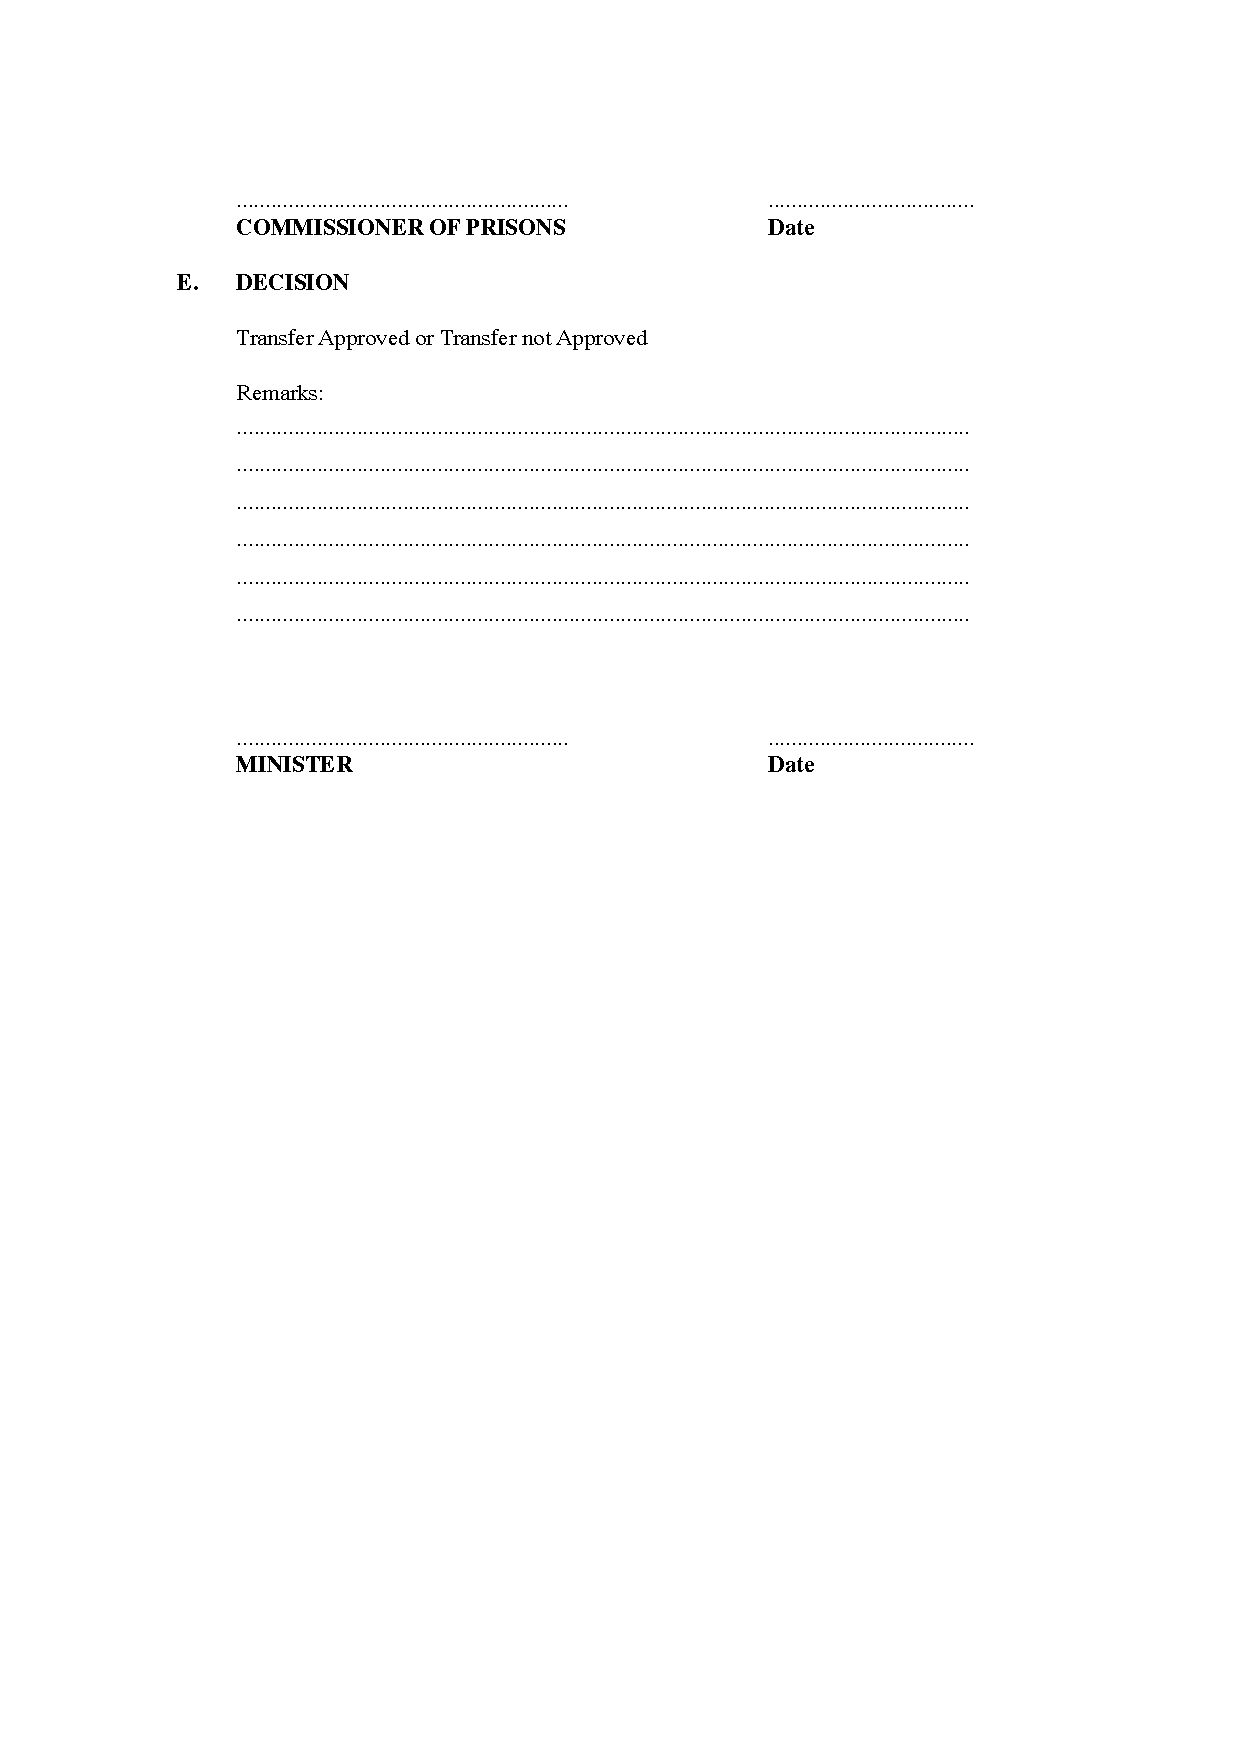 ......................................................... ....................................
COMMISSIONER OF PRISONS Date
E. DECISION
Transfer Approved or Transfer not Approved
Remarks:
................................................................................................................................
................................................................................................................................
................................................................................................................................
................................................................................................................................
................................................................................................................................
................................................................................................................................
......................................................... ....................................
MINISTER Date